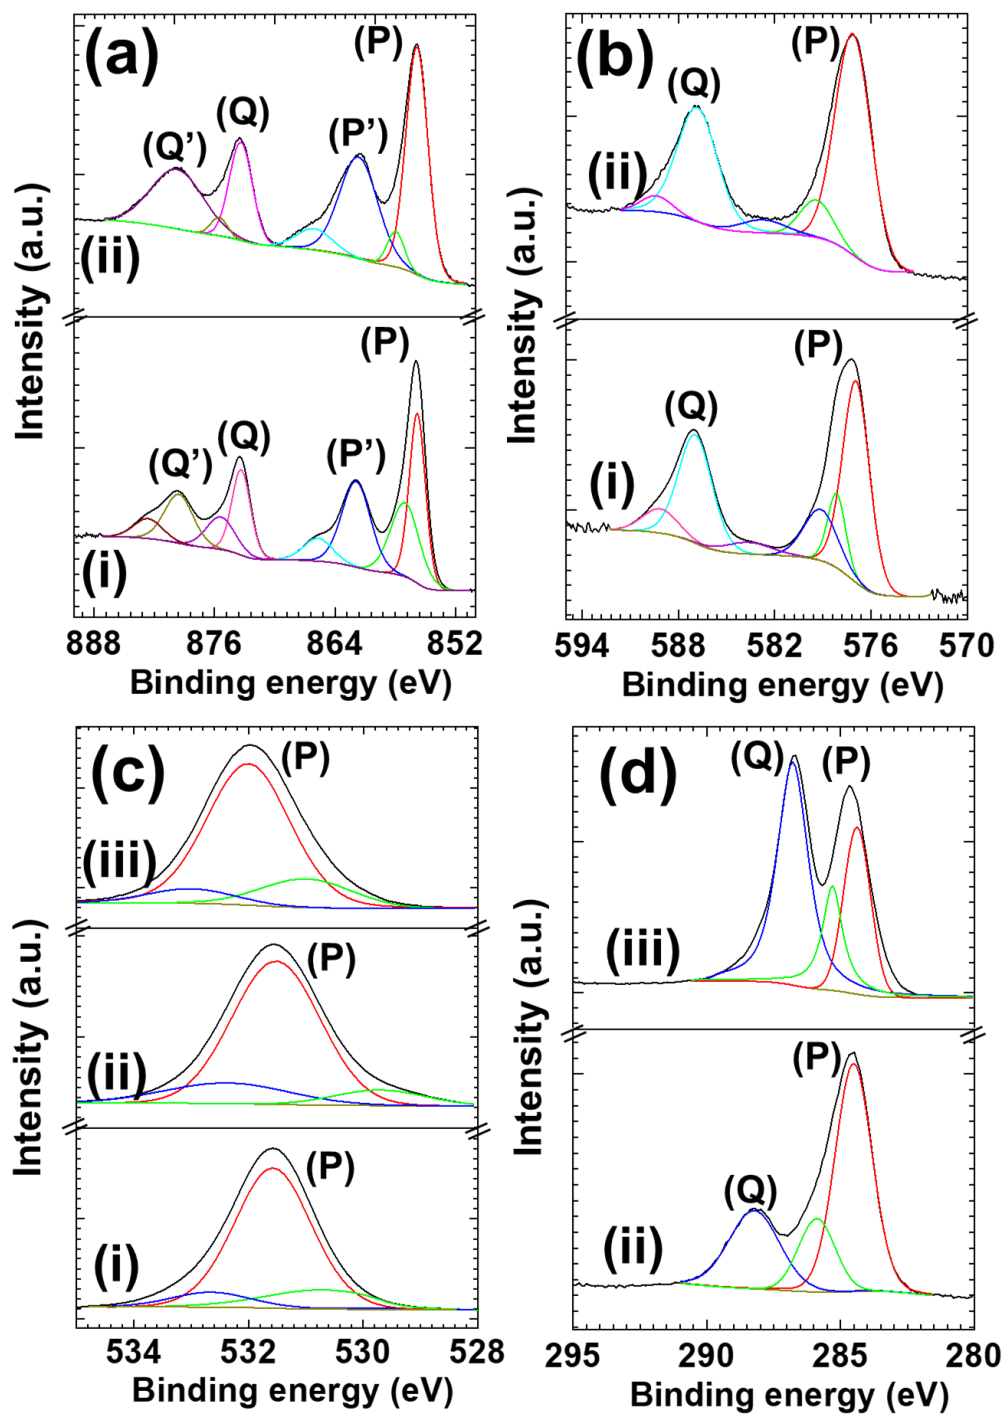 (a)
(P)
(Q)
(P’)
(Q’)
(ii)
(P)
(Q)
(P’)
(Q’)
(i)
Intensity (a.u.)
888 876 864 852
Binding energy (eV)
(b)
(P)
(Q)
(ii)
(P)
(Q)
(i)
Intensity (a.u.)
594 588 582 576 570
Binding energy (eV)
(c)
(P)
(iii)
(P)
(ii)
(P)
(i)
Intensity (a.u.)
534 532 530 528
Binding energy (eV)
(d)
(Q) (P)
(iii)
(P)
(Q)
(ii)
Intensity (a.u.)
295 290 285 280
Binding energy (eV)